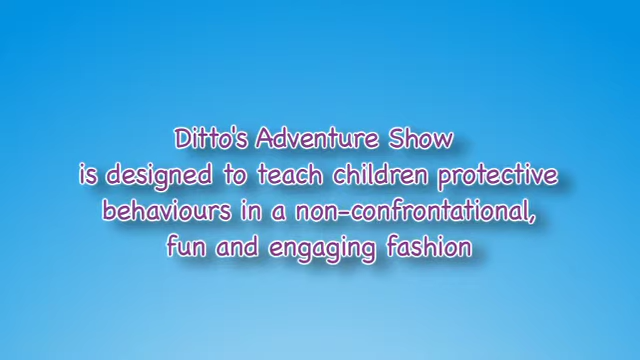 Ditto's Adventure Show
is designed to teach children protective
behaviours in a non-confrontational,
fun and engaging fashion